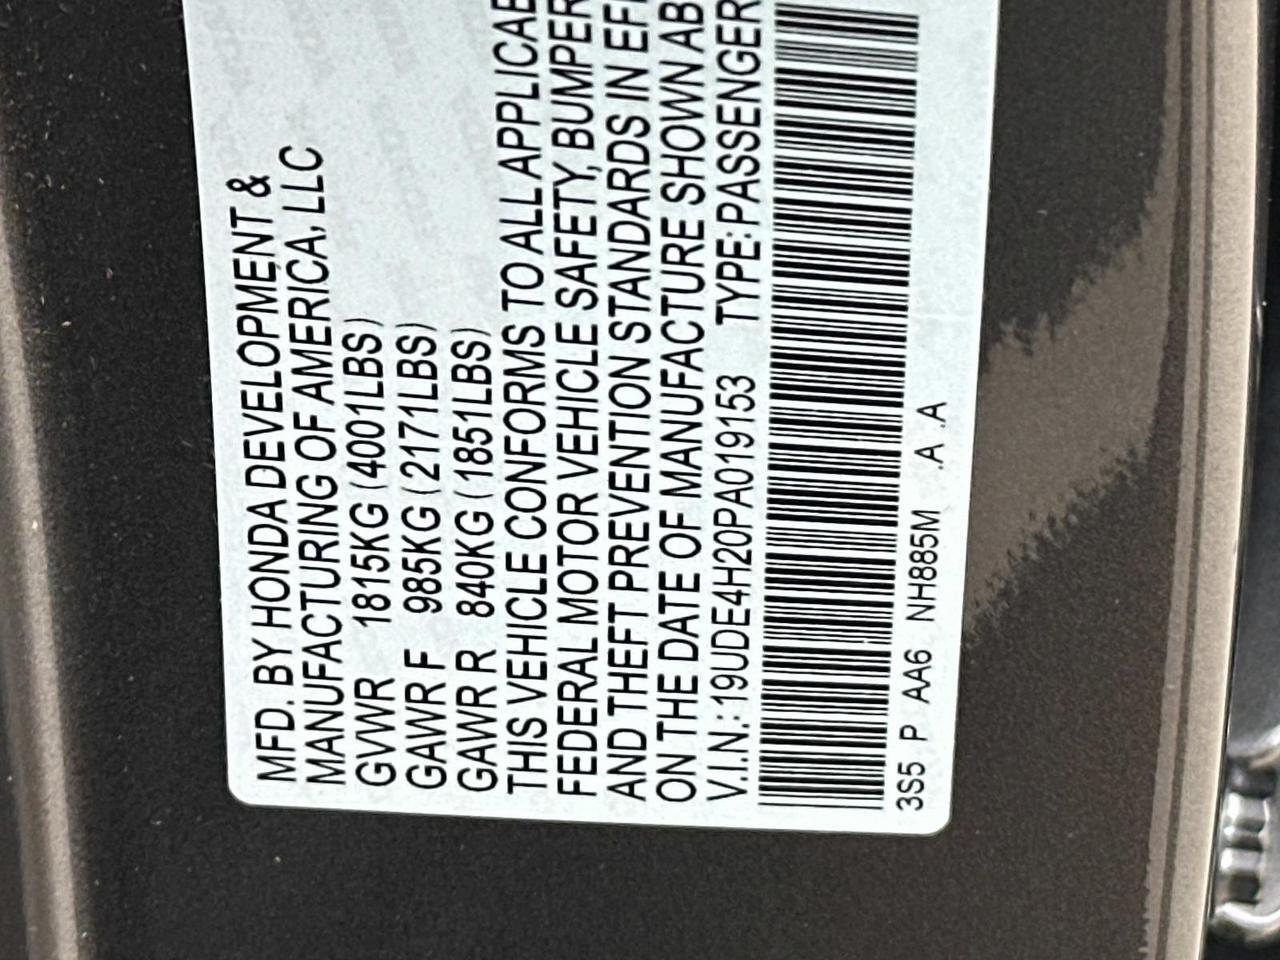 MFD. BY HONDA DEVELOPMENT &
MANUFACTURING OF AMERICA, LLC
GVWR 1815KG (4001LBS)
GAWR F 985KG (2171LBS)
GAWR R 840KG (1851LBS)
THIS VEHICLE CONFORMS TO ALL APPLICAB
FEDERAL MOTOR VEHICLE SAFETY, BUMPER
AND THEFT PREVENTION STANDARDS IN EF
ON THE DATE OF MANUFACTURE SHOWN AB
V.I.N.: 19UDE4H20PA019153 TYPE: PASSENGER
3S5 P AA6 NH885M .A .A